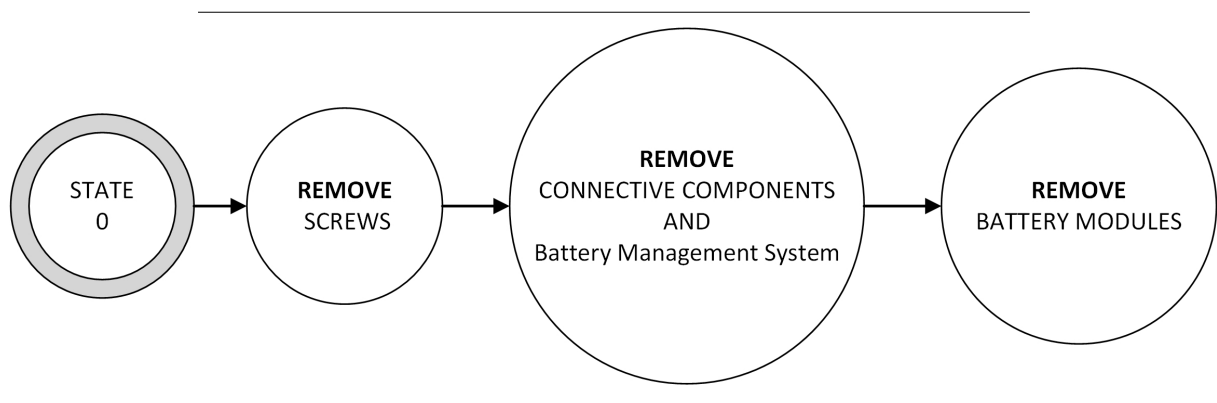 STATE
0
REMOVE
SCREWS
REMOVE
CONNECTIVE COMPONENTS
AND
Battery Management System
REMOVE
BATTERY MODULES